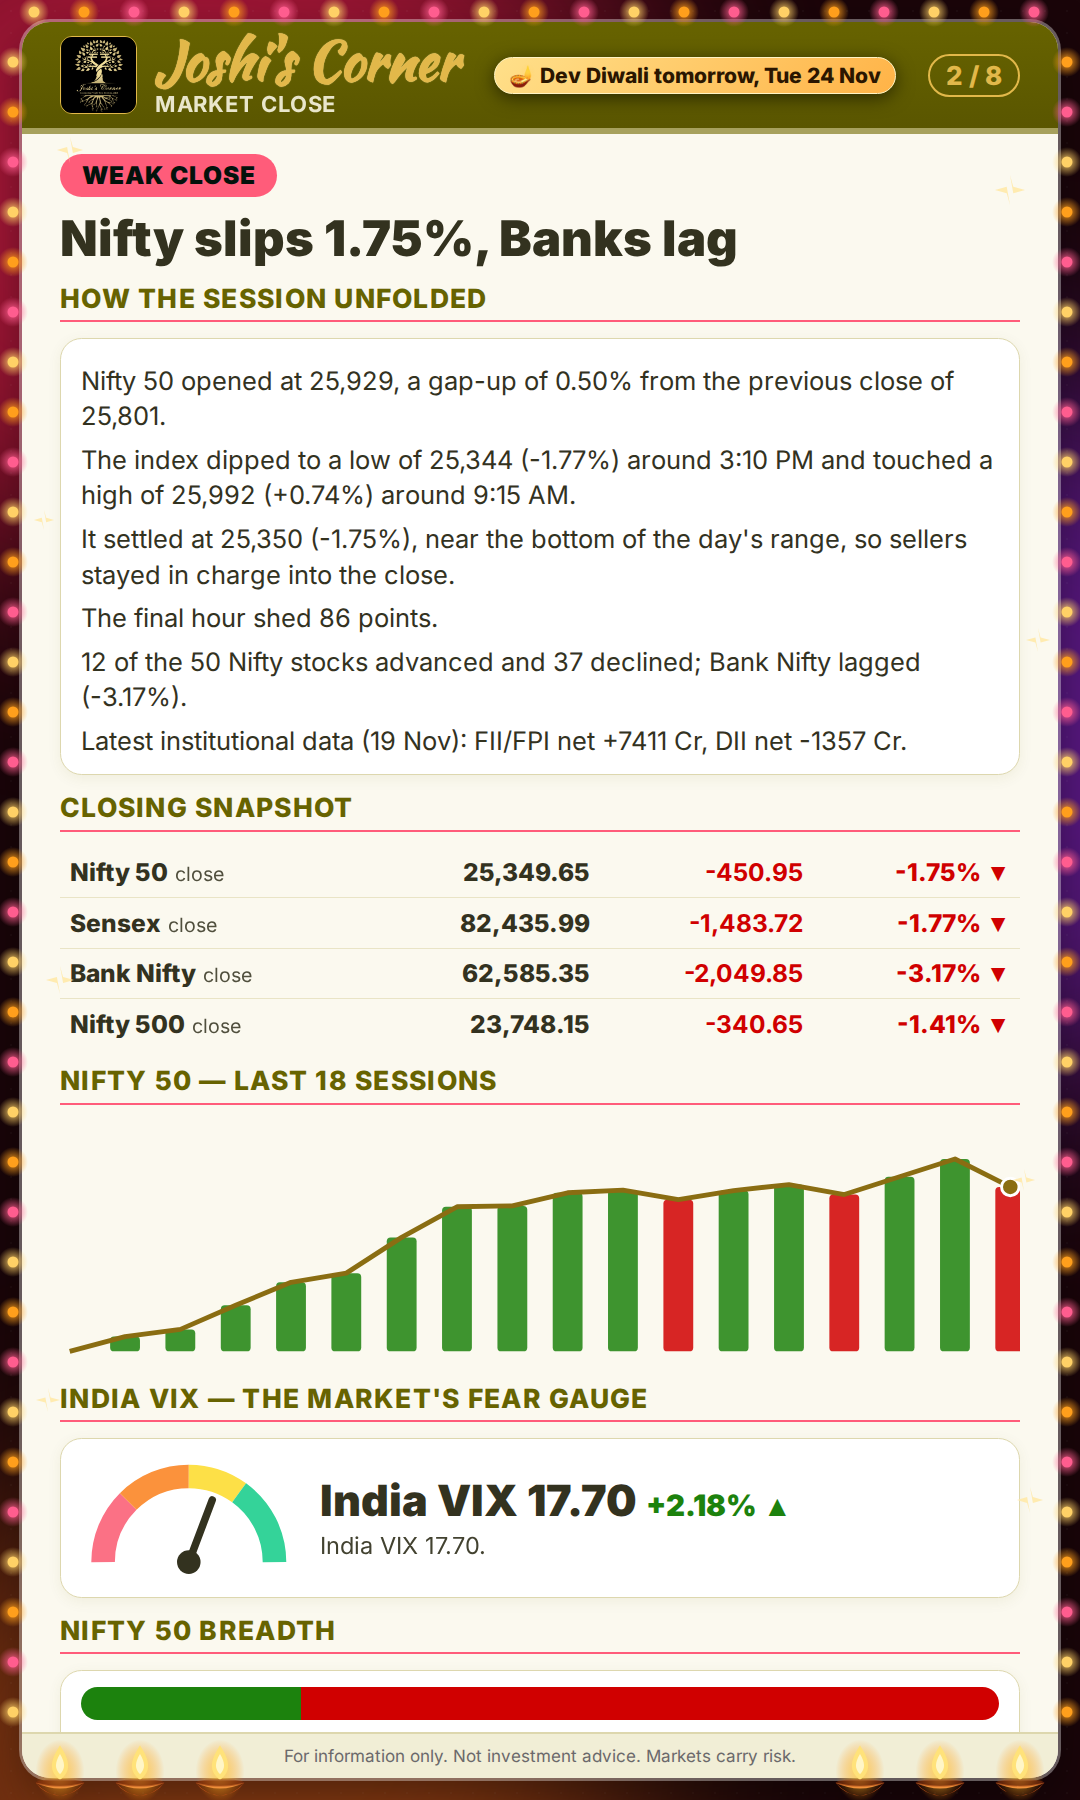 Joshi's Corner
Joshi's Corner
MARKET CLOSE
🪔 Dev Diwali tomorrow, Tue 24 Nov
2 / 8
WEAK CLOSE
Nifty slips 1.75%, Banks lag
HOW THE SESSION UNFOLDED
Nifty 50 opened at 25,929, a gap-up of 0.50% from the previous close of
25,801.
The index dipped to a low of 25,344 (-1.77%) around 3:10 PM and touched a
high of 25,992 (+0.74%) around 9:15 AM.
It settled at 25,350 (-1.75%), near the bottom of the day's range, so sellers
stayed in charge into the close.
The final hour shed 86 points.
12 of the 50 Nifty stocks advanced and 37 declined; Bank Nifty lagged
(-3.17%).
Latest institutional data (19 Nov): FII/FPI net +7411 Cr, DII net -1357 Cr.
CLOSING SNAPSHOT
Nifty 50 close 25,349.65 -450.95 -1.75% ▼
Sensex close 82,435.99 -1,483.72 -1.77% ▼
Bank Nifty close 62,585.35 -2,049.85 -3.17% ▼
Nifty 500 close 23,748.15 -340.65 -1.41% ▼
NIFTY 50 — LAST 18 SESSIONS
INDIA VIX — THE MARKET'S FEAR GAUGE
India VIX 17.70 +2.18% ▲
India VIX 17.70.
NIFTY 50 BREADTH
For information only. Not investment advice. Markets carry risk.